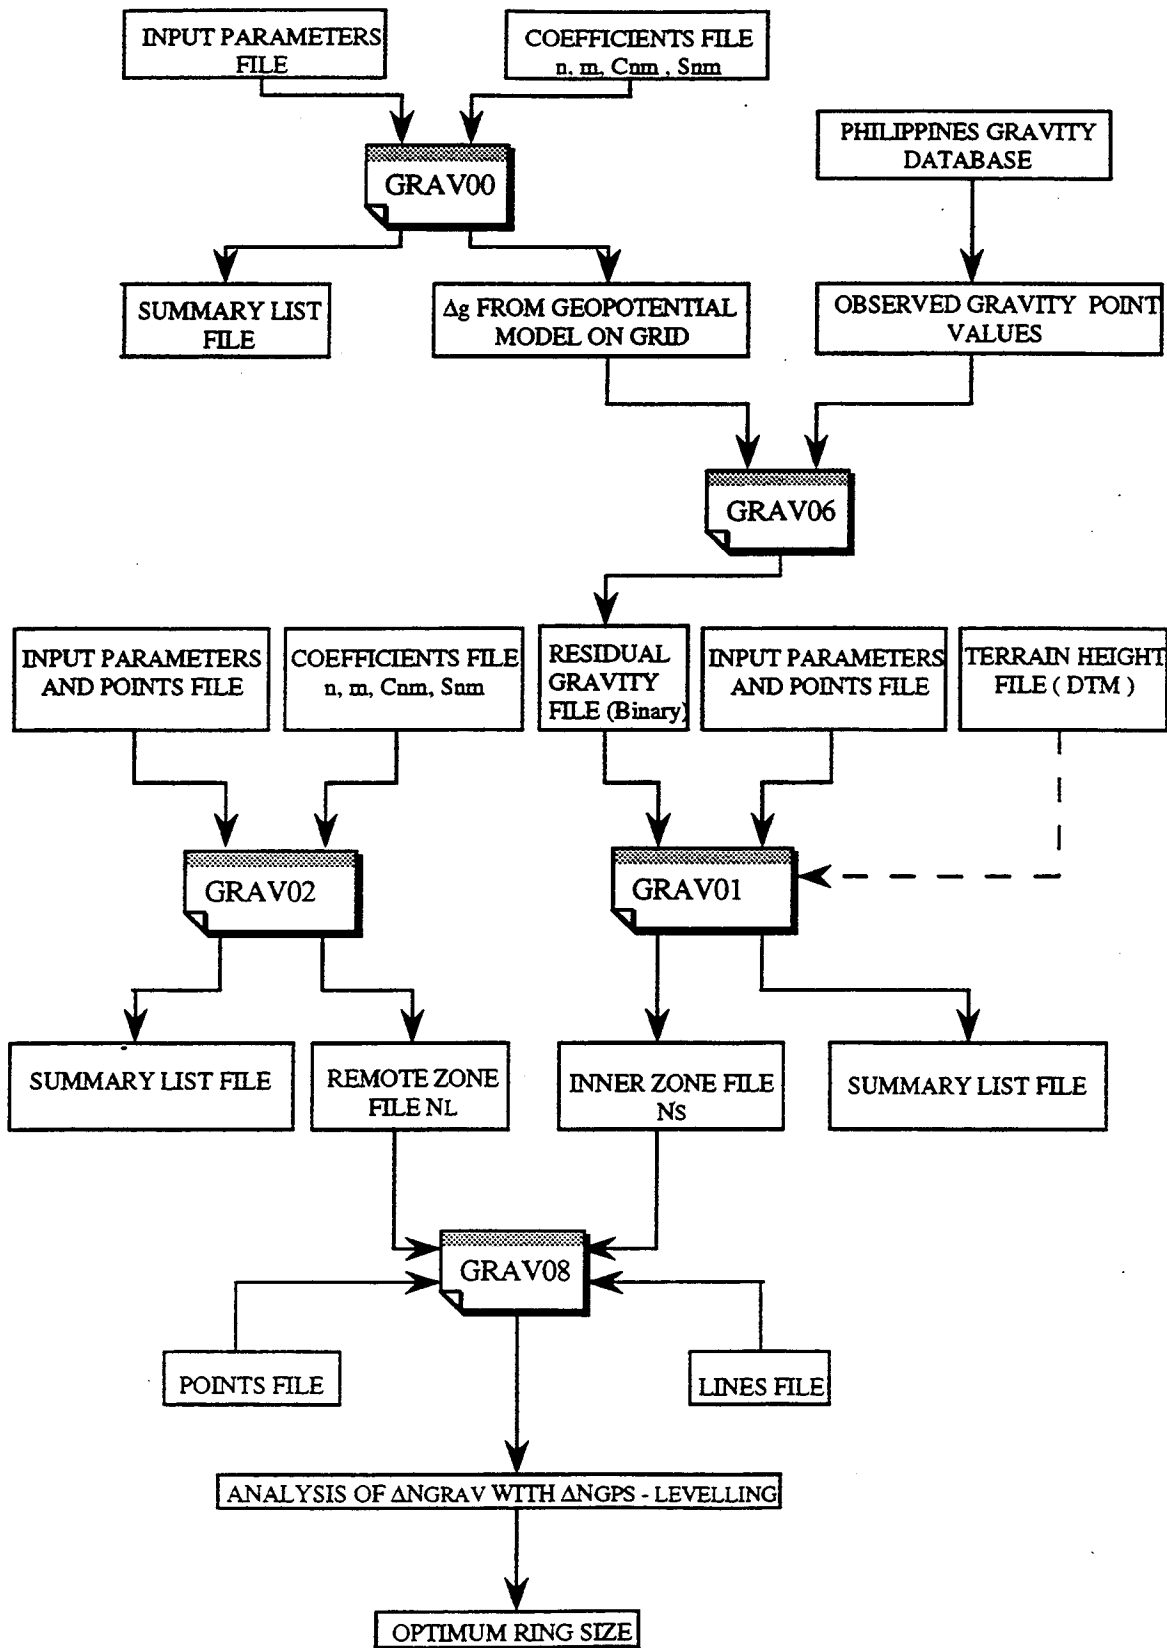 INPUT PARAMETERS
FILE
COEFFICIENTS FILE
n, m, Cnm , Snm
PHILIPPINES GRAVITY
DATABASE
GRAV00
SUMMARY LIST
FILE
Δg FROM GEOPOTENTIAL
MODEL ON GRID
OBSERVED GRAVITY POINT
VALUES
GRAV06
INPUT PARAMETERS
AND POINTS FILE
COEFFICIENTS FILE
n, m, Cnm, Snm
RESIDUAL
GRAVITY
FILE (Binary)
INPUT PARAMETERS
AND POINTS FILE
TERRAIN HEIGHT
FILE ( DTM )
GRAV02
GRAV01
SUMMARY LIST FILE
REMOTE ZONE
FILE NL
INNER ZONE FILE
NS
SUMMARY LIST FILE
GRAV08
POINTS FILE
LINES FILE
ANALYSIS OF ΔNGRAV WITH ΔNGPS - LEVELLING
OPTIMUM RING SIZE